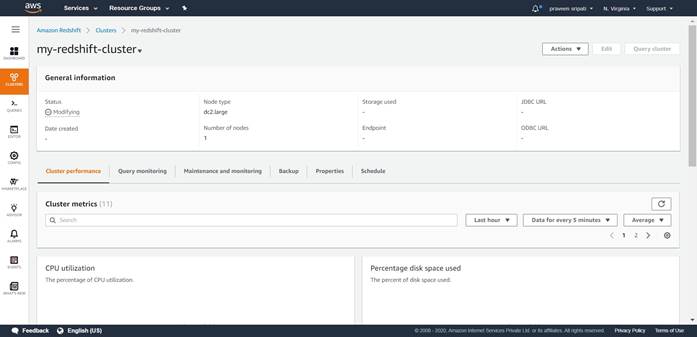 aws Services Resource Groups praveen sripati N. Virginia Support
Amazon Redshift Clusters my-redshift-cluster
my-redshift-cluster
Actions Edit Query cluster
DASHBOARD
CLUSTERS
QUERIES
EDITOR
CONFIG
MARKETPLACE
ADVISOR
ALARMS
EVENTS
WHAT'S NEW
General information
Status Node type Storage used JDBC URL
Modifying dc2.large - -
Date created Number of nodes Endpoint ODBC URL
- 1 - -
Cluster performance Query monitoring Maintenance and monitoring Backup Properties Schedule
Cluster metrics (11)
Search Last hour Data for every 5 minutes Average
1 2
CPU utilization Percentage disk space used
The percentage of CPU utilization. The percent of disk space used.
Feedback English (US) © 2008 - 2020, Amazon Internet Services Private Ltd. or its affiliates. All rights reserved. Privacy Policy Terms of Use